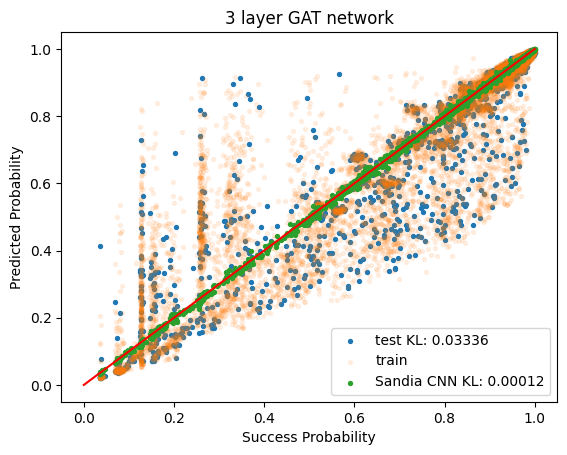 3 layer GAT network
1.0
0.8
0.6
0.4
0.2
0.0
Predicted Probability
test KL: 0.03336
train
Sandia CNN KL: 0.00012
0.0 0.2 0.4 0.6 0.8 1.0
Success Probability